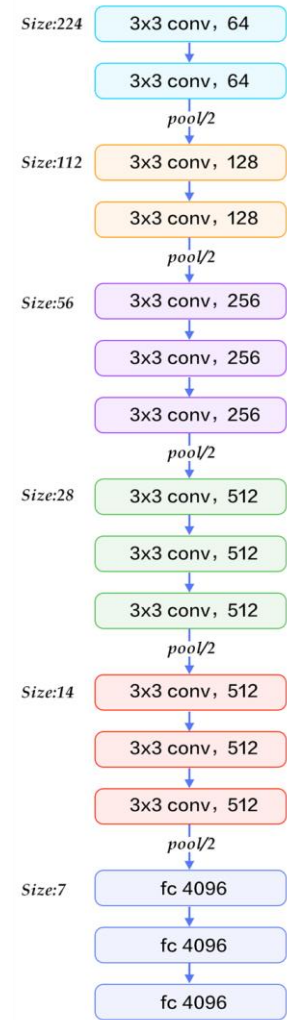 Size:224 3x3 conv, 64
3x3 conv, 64
pool/2
Size:112 3x3 conv, 128
3x3 conv, 128
pool/2
Size:56 3x3 conv, 256
3x3 conv, 256
3x3 conv, 256
pool/2
Size:28 3x3 conv, 512
3x3 conv, 512
3x3 conv, 512
pool/2
Size:14 3x3 conv, 512
3x3 conv, 512
3x3 conv, 512
pool/2
Size:7 fc 4096
fc 4096
fc 4096